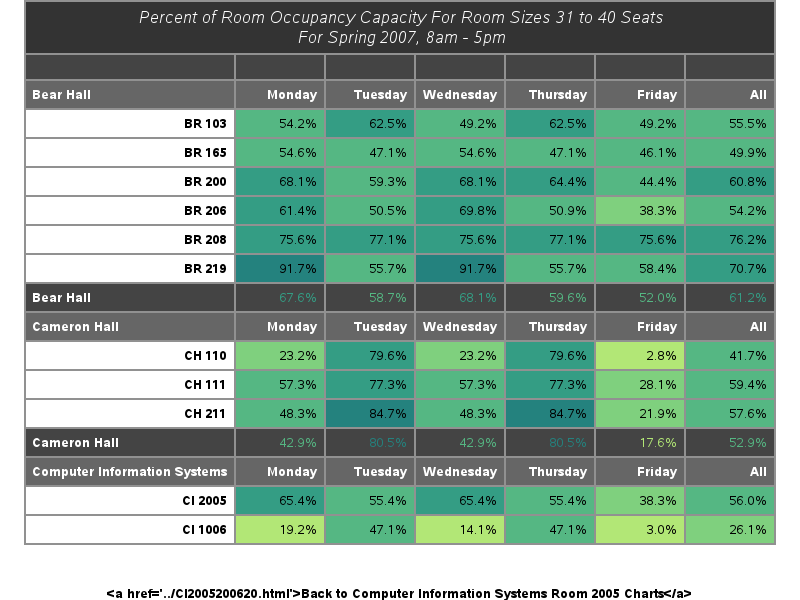 Percent of Room Occupancy Capacity For Room Sizes 31 to 40 Seats
For Spring 2007, 8am - 5pm
Bear Hall Monday Tuesday Wednesday Thursday Friday All
BR 103 54.2% 62.5% 49.2% 62.5% 49.2% 55.5%
BR 165 54.6% 47.1% 54.6% 47.1% 46.1% 49.9%
BR 200 68.1% 59.3% 68.1% 64.4% 44.4% 60.8%
BR 206 61.4% 50.5% 69.8% 50.9% 38.3% 54.2%
BR 208 75.6% 77.1% 75.6% 77.1% 75.6% 76.2%
BR 219 91.7% 55.7% 91.7% 55.7% 58.4% 70.7%
Bear Hall 67.6% 58.7% 68.1% 59.6% 52.0% 61.2%
Cameron Hall Monday Tuesday Wednesday Thursday Friday All
CH 110 23.2% 79.6% 23.2% 79.6% 2.8% 41.7%
CH 111 57.3% 77.3% 57.3% 77.3% 28.1% 59.4%
CH 211 48.3% 84.7% 48.3% 84.7% 21.9% 57.6%
Cameron Hall 42.9% 80.5% 42.9% 80.5% 17.6% 52.9%
Computer Information Systems Monday Tuesday Wednesday Thursday Friday All
CI 2005 65.4% 55.4% 65.4% 55.4% 38.3% 56.0%
CI 1006 19.2% 47.1% 14.1% 47.1% 3.0% 26.1%
<a href='../CI2005200620.html'>Back to Computer Information Systems Room 2005 Charts</a>